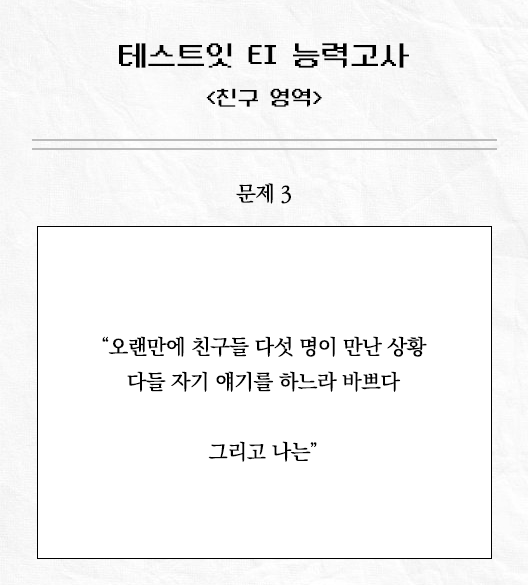 테스트잇 EI 능력고사
<친구 영역>
문제 3
“오랜만에 친구들 다섯 명이 만난 상황
다들 자기 얘기를 하느라 바쁘다
그리고 나는”